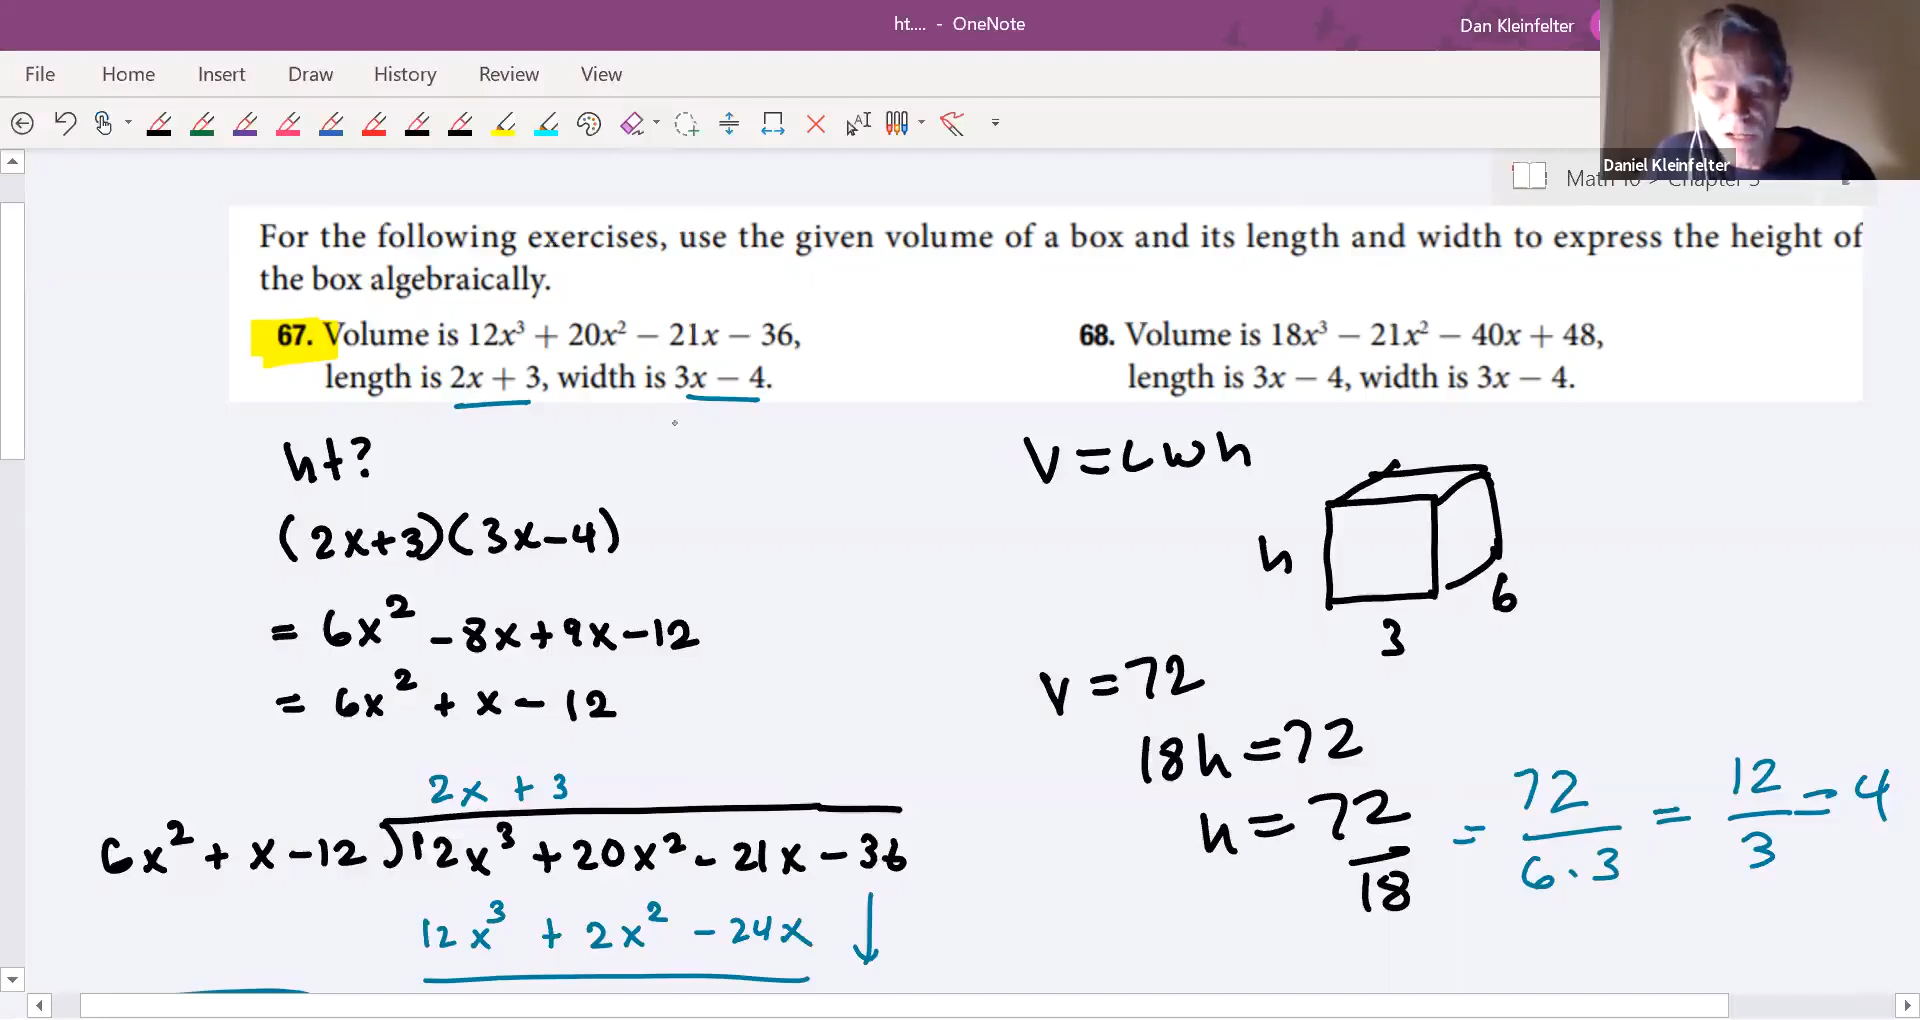 ht.... - OneNote
Dan Kleinfelter
File Home Insert Draw History Review View
Daniel Kleinfelter
Math 10 > Chapter 3
For the following exercises, use the given volume of a box and its length and width to express the height of
the box algebraically.
67. Volume is 12x³ + 20x² − 21x − 36,
length is 2x + 3, width is 3x − 4.
68. Volume is 18x³ − 21x² − 40x + 48,
length is 3x − 4, width is 3x − 4.
ht?
(2x+3)(3x−4)
= 6x² − 8x + 9x − 12
= 6x² + x − 12
2x + 3
6x² + x − 12 ) 12x³ + 20x² − 21x − 36
12x³ + 2x² − 24x
V = L W h
h
6
3
V = 72
18h = 72
h = 72/18 = 72/6·3 = 12/3 = 4